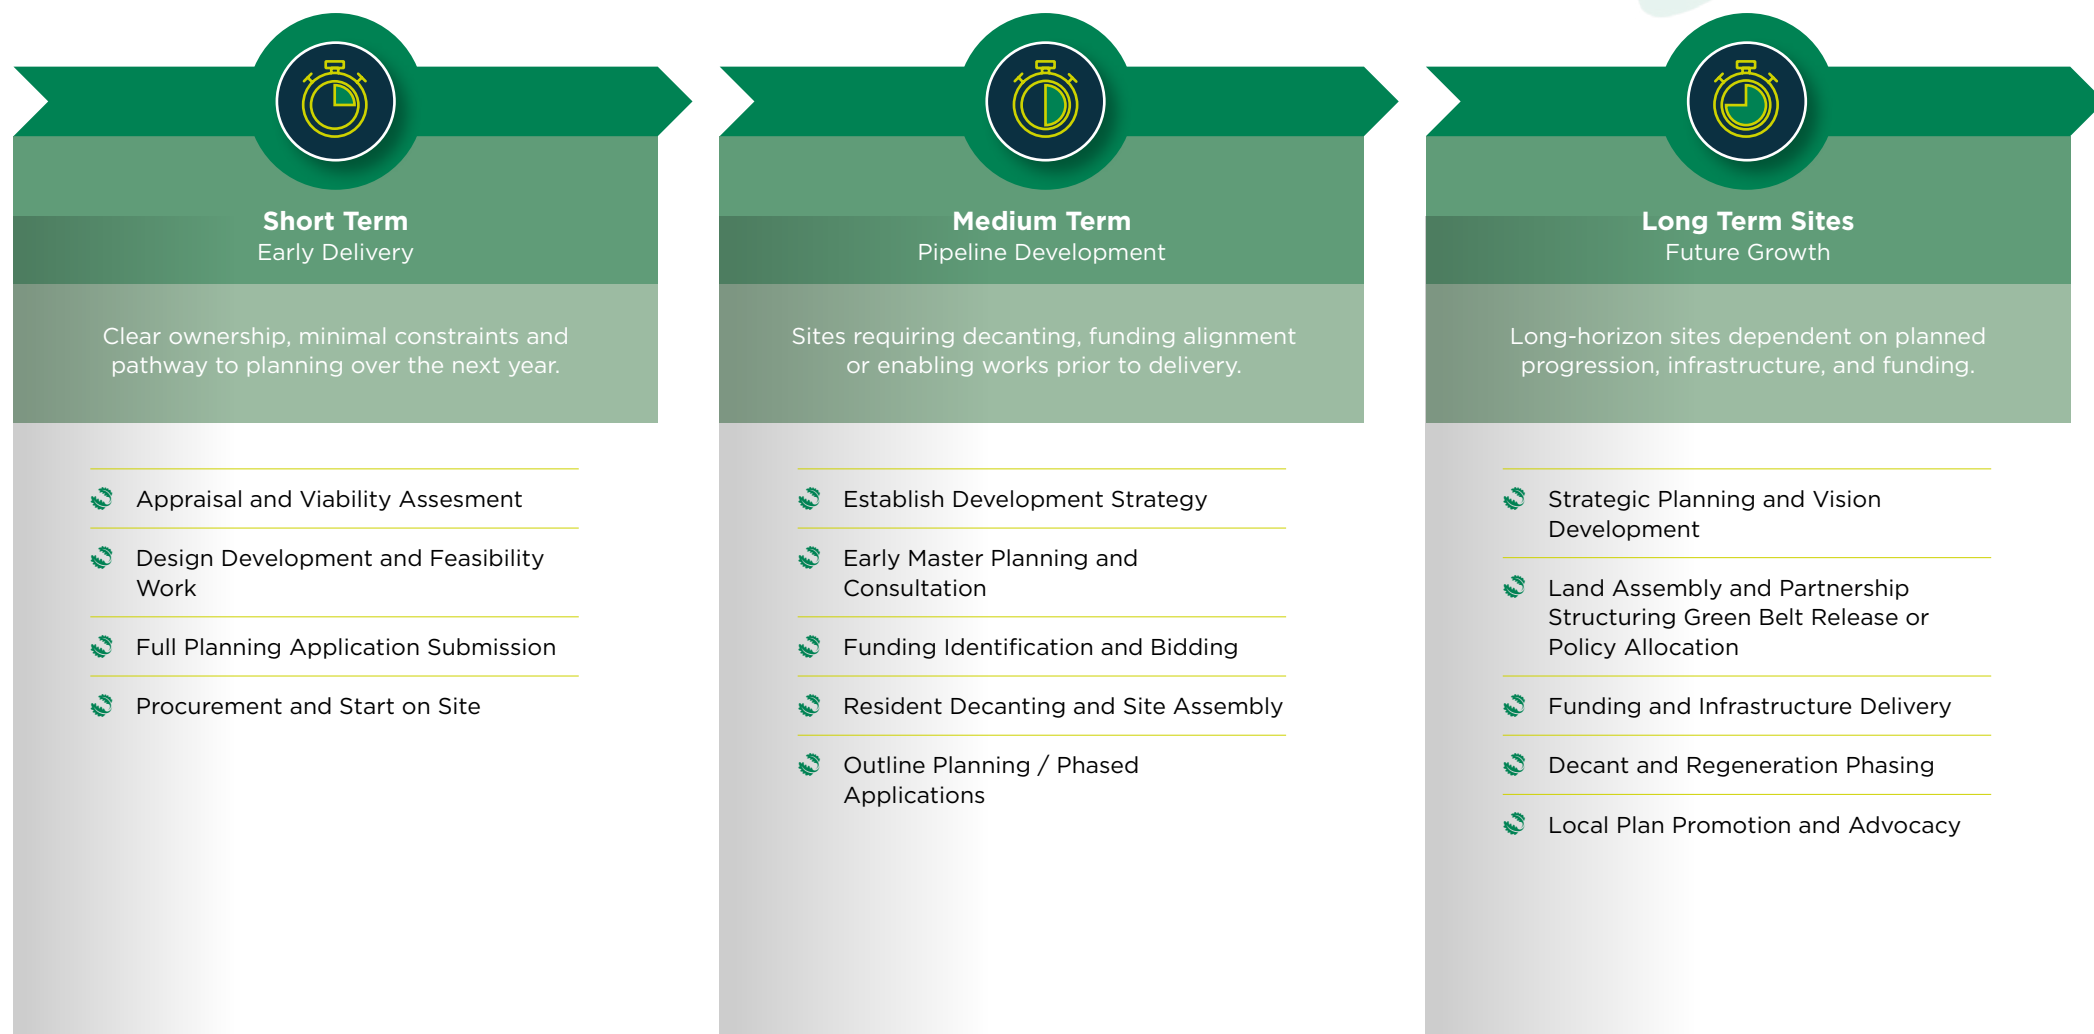 Short Term
Early Delivery
Clear ownership, minimal constraints and
pathway to planning over the next year.
Appraisal and Viability Assesment
Design Development and Feasibility
Work
Full Planning Application Submission
Procurement and Start on Site
Medium Term
Pipeline Development
Sites requiring decanting, funding alignment
or enabling works prior to delivery.
Establish Development Strategy
Early Master Planning and
Consultation
Funding Identification and Bidding
Resident Decanting and Site Assembly
Outline Planning / Phased
Applications
Long Term Sites
Future Growth
Long-horizon sites dependent on planned
progression, infrastructure, and funding.
Strategic Planning and Vision
Development
Land Assembly and Partnership
Structuring Green Belt Release or
Policy Allocation
Funding and Infrastructure Delivery
Decant and Regeneration Phasing
Local Plan Promotion and Advocacy